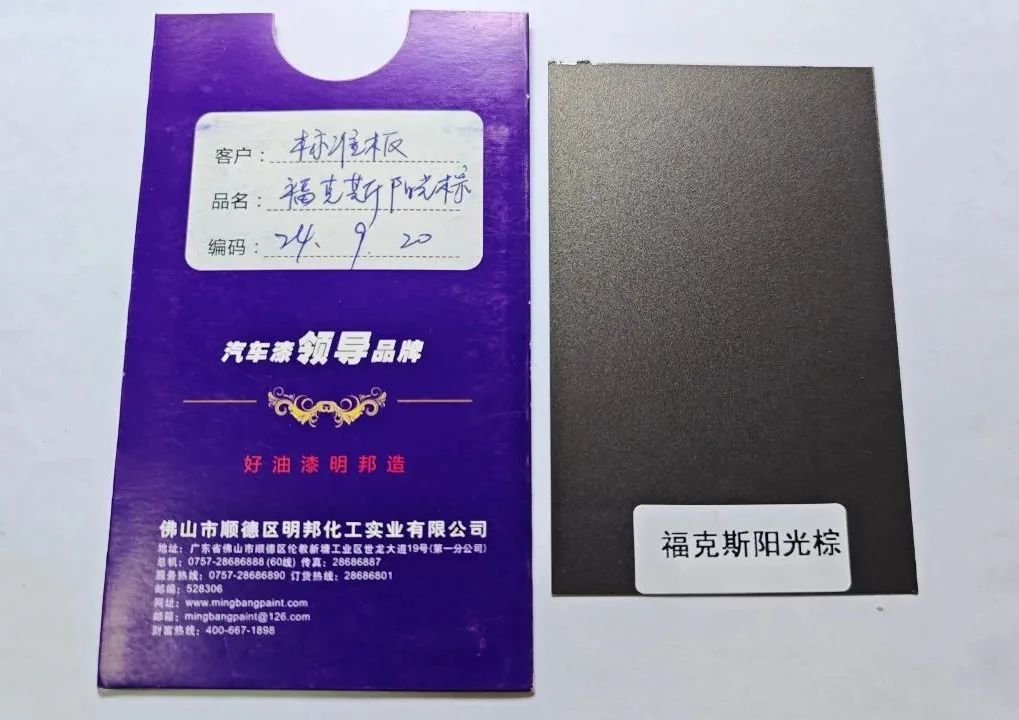 客户：标准板
品名：福克斯阳光棕
编码：24.9.20
汽车漆领导品牌
好油漆明邦造
佛山市顺德区明邦化工实业有限公司
地址：广东省佛山市顺德区伦教新塘工业区世龙大道19号(第一分公司)
总机：0757-28686888(60线) 传真：28686887
服务热线：0757-28686890 订货热线：28686801
邮编：528306
网址：www.mingbangpaint.com
邮箱：mingbangpaint@126.com
财富热线：400-667-1898
福克斯阳光棕